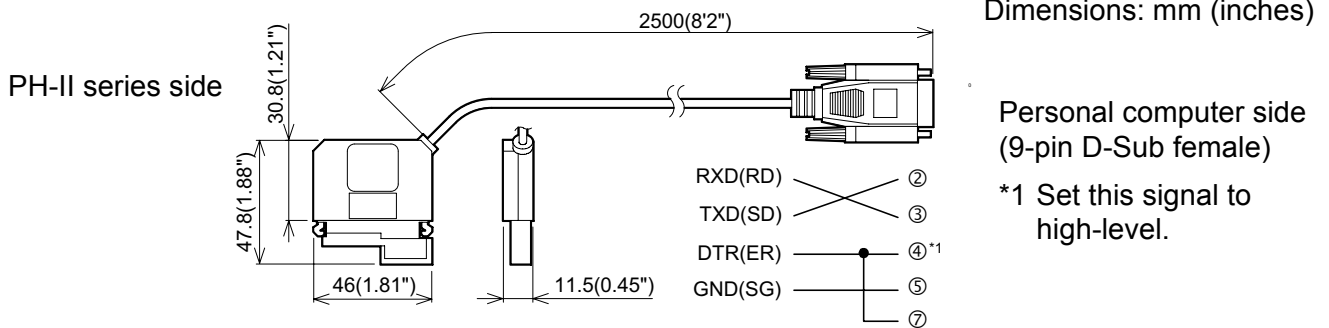 Dimensions: mm (inches)
2500(8'2")
PH-II series side
30.8(1.21")
47.8(1.88")
46(1.81")
11.5(0.45")
Personal computer side
(9-pin D-Sub female)
*1 Set this signal to
high-level.
RXD(RD) ②
TXD(SD) ③
DTR(ER) ④*1
GND(SG) ⑤
⑦